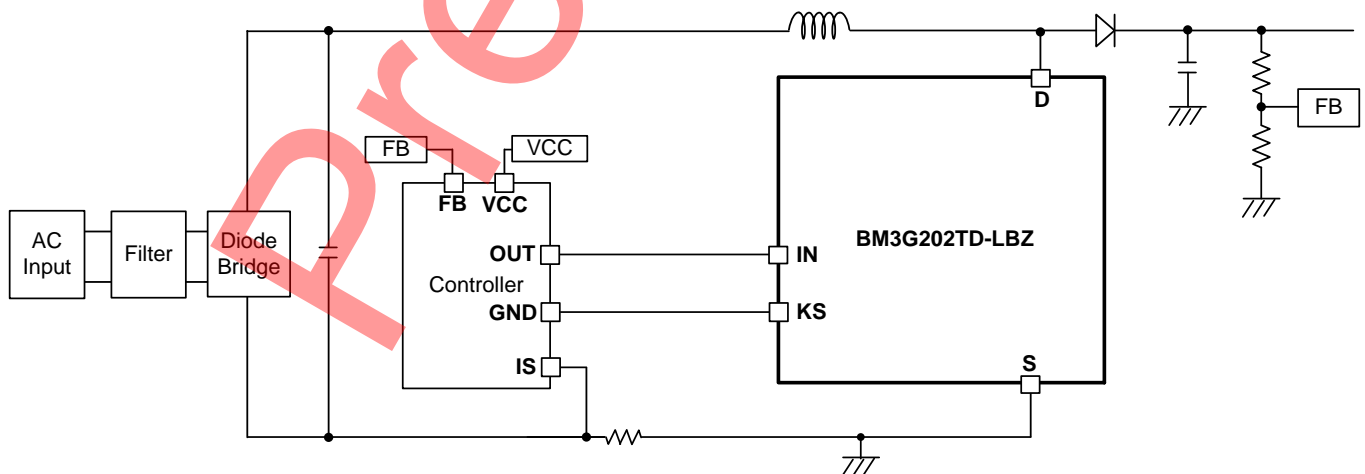 Pre
D
FB
FB
VCC
FB VCC
AC
Input
Filter
Diode
Bridge
OUT
Controller
GND
IS
IN
KS
BM3G202TD-LBZ
S